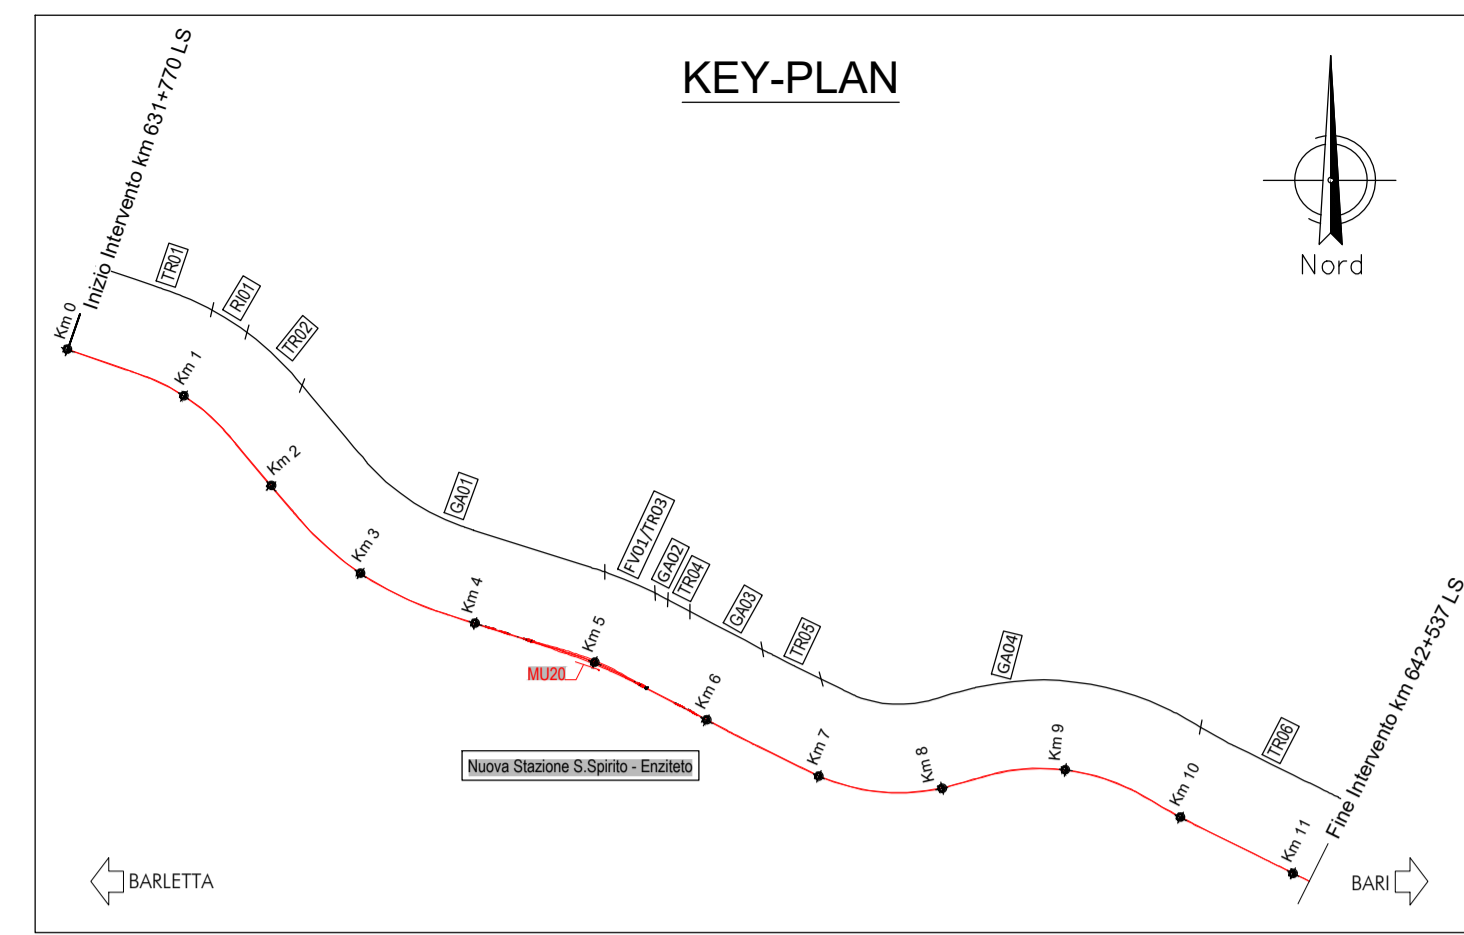 KEY-PLAN
Nord
Inizio Intervento km 631+770 LS
TR01
RI01
TR02
GA01
FV01/TR03
GA02
TR04
GA03
TR05
GA04
TR06
Fine Intervento km 642+537 LS
Km 0
Km 1
Km 2
Km 3
Km 4
Km 5
MU20
Km 6
Km 7
Km 8
Km 9
Km 10
Km 11
Nuova Stazione S.Spirito - Enziteto
BARLETTA
BARI